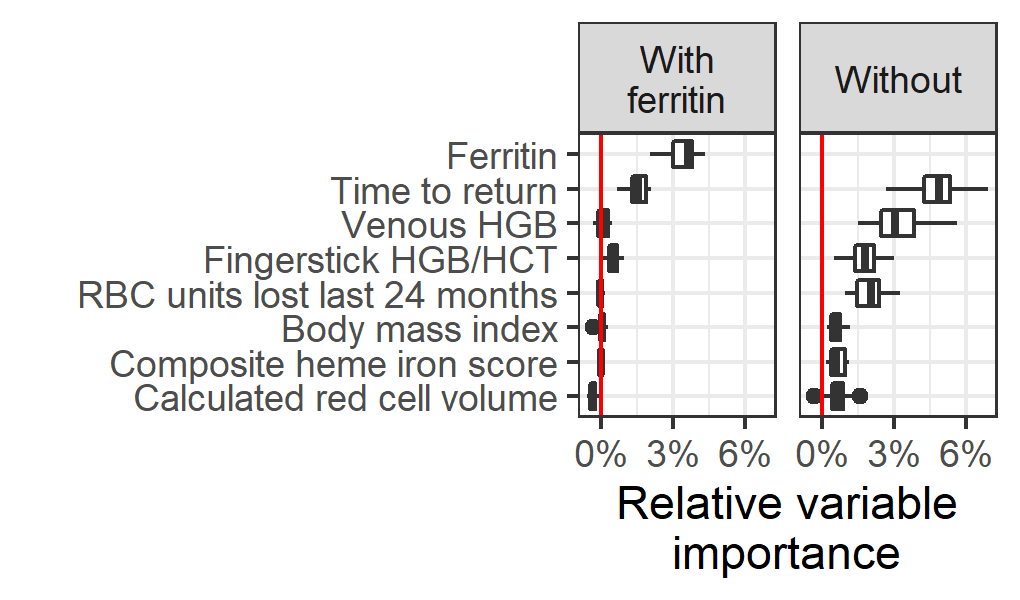 With
ferritin
Without
Ferritin
Time to return
Venous HGB
Fingerstick HGB/HCT
RBC units lost last 24 months
Body mass index
Composite heme iron score
Calculated red cell volume
0% 3% 6% 0% 3% 6%
Relative variable
importance